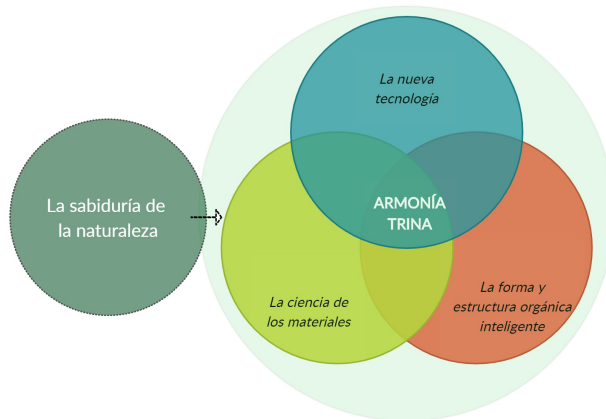 La sabiduría de
la naturaleza
La nueva
tecnología
ARMONÍA
TRINA
La ciencia de
los materiales
La forma y
estructura orgánica
inteligente